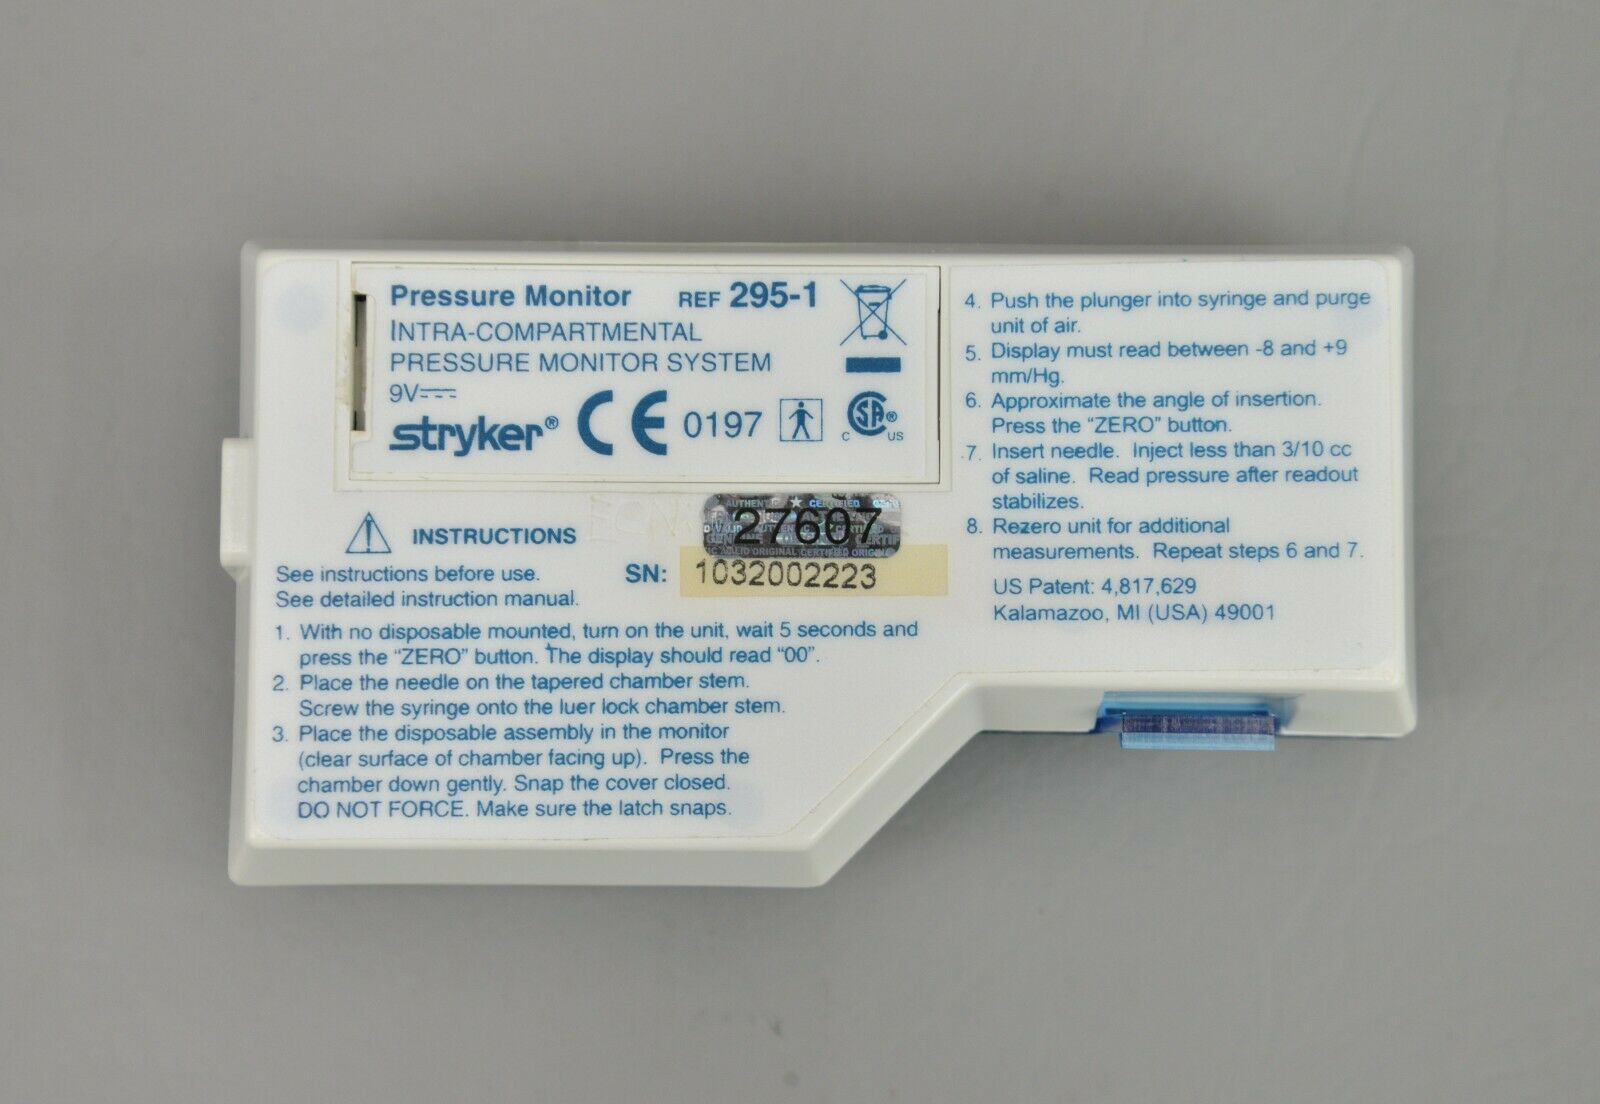 Pressure Monitor REF 295-1
INTRA-COMPARTMENTAL
PRESSURE MONITOR SYSTEM
9V
stryker® CE 0197 C SA® US
AUTHENTIC ★ CERTIFIED
27607
VALID ORIGINAL CERTIFIED ORIGIN
INSTRUCTIONS
SN: 1032002223
See instructions before use.
See detailed instruction manual.
1. With no disposable mounted, turn on the unit, wait 5 seconds and
press the “ZERO” button. The display should read “00”.
2. Place the needle on the tapered chamber stem.
Screw the syringe onto the luer lock chamber stem.
3. Place the disposable assembly in the monitor
(clear surface of chamber facing up). Press the
chamber down gently. Snap the cover closed.
DO NOT FORCE. Make sure the latch snaps.
4. Push the plunger into syringe and purge
unit of air.
5. Display must read between -8 and +9
mm/Hg.
6. Approximate the angle of insertion.
Press the “ZERO” button.
7. Insert needle. Inject less than 3/10 cc
of saline. Read pressure after readout
stabilizes.
8. Rezero unit for additional
measurements. Repeat steps 6 and 7.
US Patent: 4,817,629
Kalamazoo, MI (USA) 49001